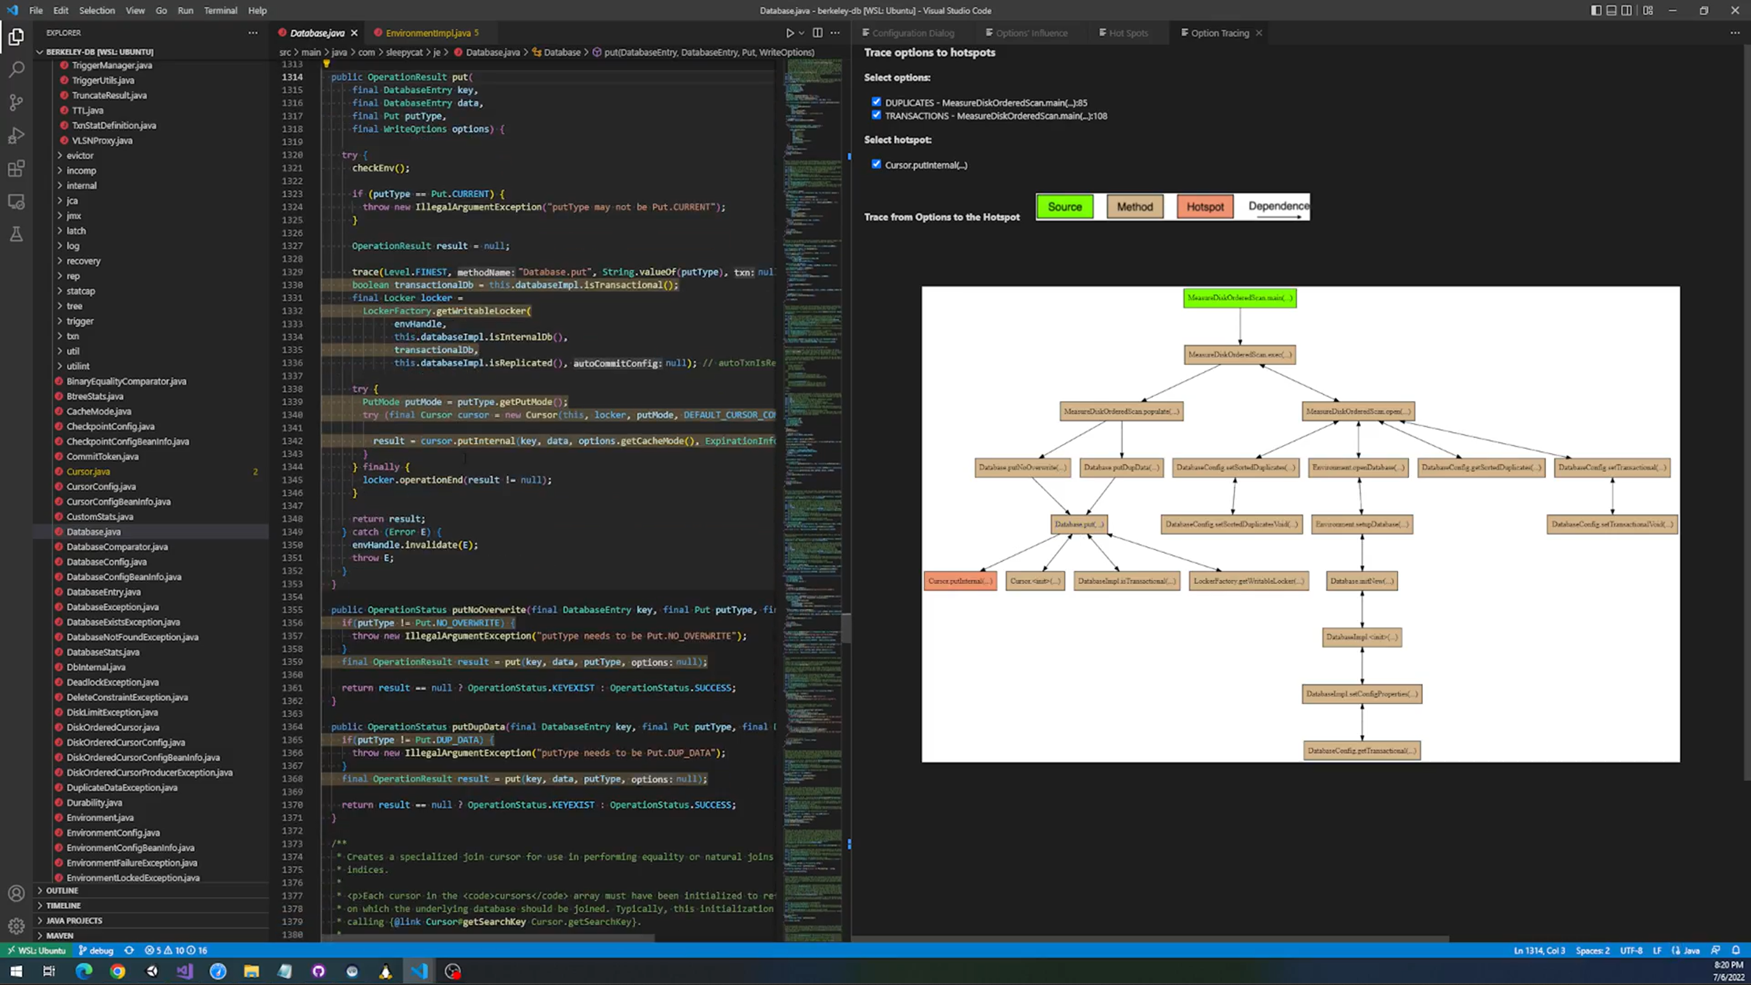 File Edit Selection View Go Run Terminal Help
Database.java - berkeley-db [WSL: Ubuntu] - Visual Studio Code
EXPLORER
BERKELEY-DB [WSL: UBUNTU]
TriggerManager.java
TriggerUtils.java
TruncateResult.java
TTL.java
TxnStatDefinition.java
VLSNProxy.java
evictor
incomp
internal
jca
jmx
latch
log
recovery
rep
statcap
tree
trigger
txn
util
utilint
BinaryEqualityComparator.java
BtreeStats.java
CacheMode.java
CheckpointConfig.java
CheckpointConfigBeanInfo.java
CommitToken.java
Cursor.java 2
CursorConfig.java
CursorConfigBeanInfo.java
CustomStats.java
Database.java
DatabaseComparator.java
DatabaseConfig.java
DatabaseConfigBeanInfo.java
DatabaseEntry.java
DatabaseException.java
DatabaseExistsException.java
DatabaseNotFoundException.java
DatabaseStats.java
DbInternal.java
DeadlockException.java
DeleteConstraintException.java
DiskLimitException.java
DiskOrderedCursor.java
DiskOrderedCursorConfig.java
DiskOrderedCursorConfigBeanInfo.java
DiskOrderedCursorProducerException.java
DuplicateDataException.java
Durability.java
Environment.java
EnvironmentConfig.java
EnvironmentConfigBeanInfo.java
EnvironmentFailureException.java
EnvironmentLockedException.java
OUTLINE
TIMELINE
JAVA PROJECTS
MAVEN
Database.java EnvironmentImpl.java 5
src > main > java > com > sleepycat > je > Database.java > Database > put(DatabaseEntry, DatabaseEntry, Put, WriteOptions)
1313
1314 public OperationResult put(
1315 final DatabaseEntry key,
1316 final DatabaseEntry data,
1317 final Put putType,
1318 final WriteOptions options) {
1319
1320 try {
1321 checkEnv();
1322
1323 if (putType == Put.CURRENT) {
1324 throw new IllegalArgumentException("putType may not be Put.CURRENT");
1325 }
1326
1327 OperationResult result = null;
1328
1329 trace(Level.FINEST, methodName: "Database.put", String.valueOf(putType), txn: null
1330 boolean transactionalDb = this.databaseImpl.isTransactional();
1331 final Locker locker =
1332 LockerFactory.getWritableLocker(
1333 envHandle,
1334 this.databaseImpl.isInternalDb(),
1335 transactionalDb,
1336 this.databaseImpl.isReplicated(), autoCommitConfig: null); // autoTxnIsRe
1337
1338 try {
1339 PutMode putMode = putType.getPutMode();
1340 try (final Cursor cursor = new Cursor(this, locker, putMode, DEFAULT_CURSOR_CO
1341
1342 result = cursor.putInternal(key, data, options.getCacheMode(), ExpirationInfo
1343 }
1344 } finally {
1345 locker.operationEnd(result != null);
1346 }
1347
1348 return result;
1349 } catch (Error E) {
1350 envHandle.invalidate(E);
1351 throw E;
1352 }
1353 }
1354
1355 public OperationStatus putNoOverwrite(final DatabaseEntry key, final Put putType, fi
1356 if(putType != Put.NO_OVERWRITE) {
1357 throw new IllegalArgumentException("putType needs to be Put.NO_OVERWRITE");
1358 }
1359 final OperationResult result = put(key, data, putType, options: null);
1360
1361 return result == null ? OperationStatus.KEYEXIST : OperationStatus.SUCCESS;
1362 }
1363
1364 public OperationStatus putDupData(final DatabaseEntry key, final Put putType, final D
1365 if(putType != Put.DUP_DATA) {
1366 throw new IllegalArgumentException("putType needs to be Put.DUP_DATA");
1367 }
1368 final OperationResult result = put(key, data, putType, options: null);
1369
1370 return result == null ? OperationStatus.KEYEXIST : OperationStatus.SUCCESS;
1371 }
1372
1373 /**
1374 * Creates a specialized join cursor for use in performing equality or natural joins
1375 * indices.
1376 *
1377 * <p>Each cursor in the <code>cursors</code> array must have been initialized to re
1378 * on which the underlying database should be joined. Typically, this initialization
1379 * calling {@link Cursor#getSearchKey Cursor.getSearchKey}.
1380 *
Configuration Dialog Options' Influence Hot Spots Option Tracing
Trace options to hotspots
Select options:
DUPLICATES - MeasureDiskOrderedScan.main(...):85
TRANSACTIONS - MeasureDiskOrderedScan.main(...):108
Select hotspot:
Cursor.putInternal(...)
Trace from Options to the Hotspot
Source Method Hotspot Dependence
MeasureDiskOrderedScan.main(...)
MeasureDiskOrderedScan.exec(...)
MeasureDiskOrderedScan.populate(...) MeasureDiskOrderedScan.open(...)
Database.putNoOverwrite(...) Database.putDupData(...) DatabaseConfig.setSortedDuplicates(...) Environment.openDatabase(...) DatabaseConfig.getSortedDuplicates(...) DatabaseConfig.setTransactional(...)
Database.put(...) DatabaseConfig.setSortedDuplicatesVoid(...) Environment.setupDatabase(...) DatabaseConfig.setTransactionalVoid(...)
Cursor.putInternal(...) Cursor.<init>(...) DatabaseImpl.isTransactional(...) LockerFactory.getWritableLocker(...) Database.initNew(...)
DatabaseImpl.<init>(...)
DatabaseImpl.setConfigProperties(...)
DatabaseConfig.getTransactional(...)
WSL: Ubuntu debug 5 10 16
Ln 1314, Col 3 Spaces: 2 UTF-8 LF Java
8:20 PM
7/6/2022